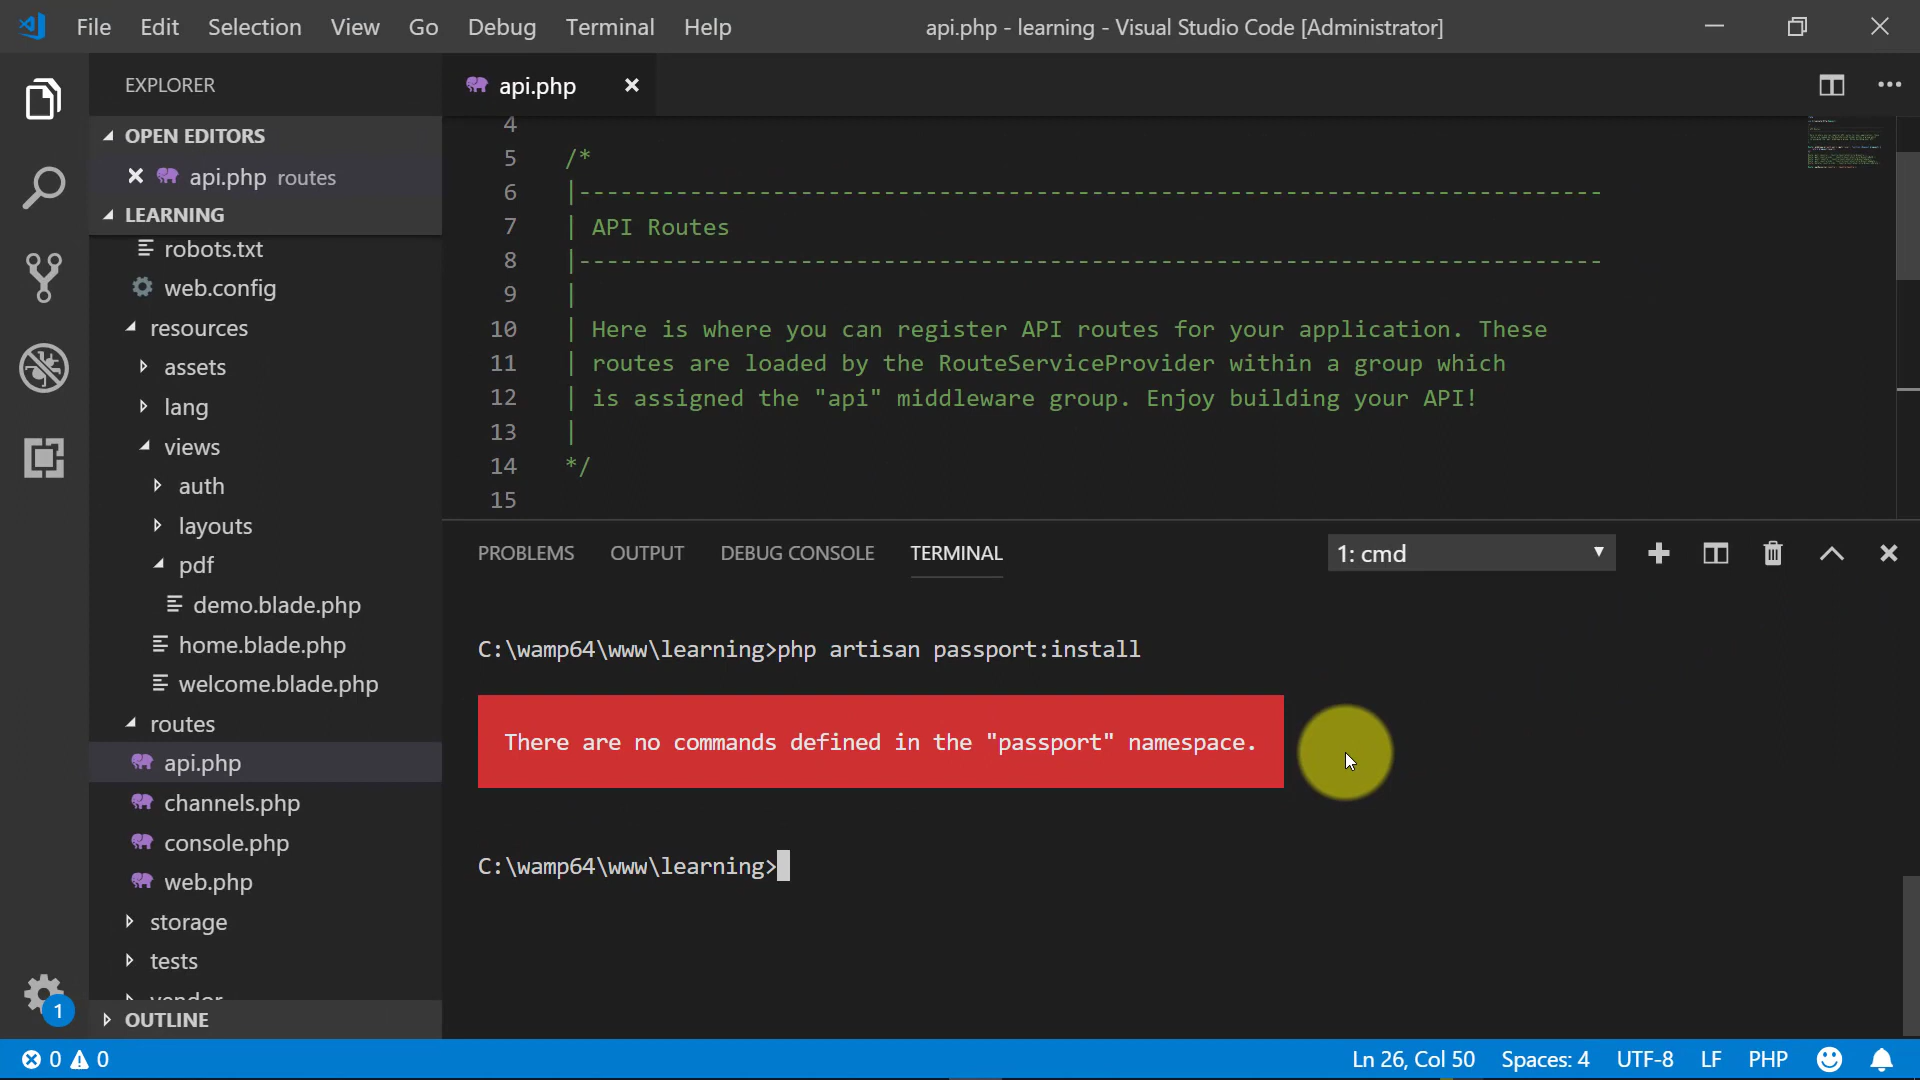 File Edit Selection View Go Debug Terminal Help
api.php - learning - Visual Studio Code [Administrator]
EXPLORER
OPEN EDITORS
api.php routes
LEARNING
robots.txt
web.config
resources
assets
lang
views
auth
layouts
pdf
demo.blade.php
home.blade.php
welcome.blade.php
routes
api.php
channels.php
console.php
web.php
storage
tests
vendor
OUTLINE
1
api.php
4
5 /*
6 |--------------------------------------------------------------------------
7 | API Routes
8 |--------------------------------------------------------------------------
9 |
10 | Here is where you can register API routes for your application. These
11 | routes are loaded by the RouteServiceProvider within a group which
12 | is assigned the "api" middleware group. Enjoy building your API!
13 |
14 */
15
PROBLEMS OUTPUT DEBUG CONSOLE TERMINAL
1: cmd
C:\wamp64\www\learning>php artisan passport:install
There are no commands defined in the "passport" namespace.
C:\wamp64\www\learning>
0 0
Ln 26, Col 50 Spaces: 4 UTF-8 LF PHP